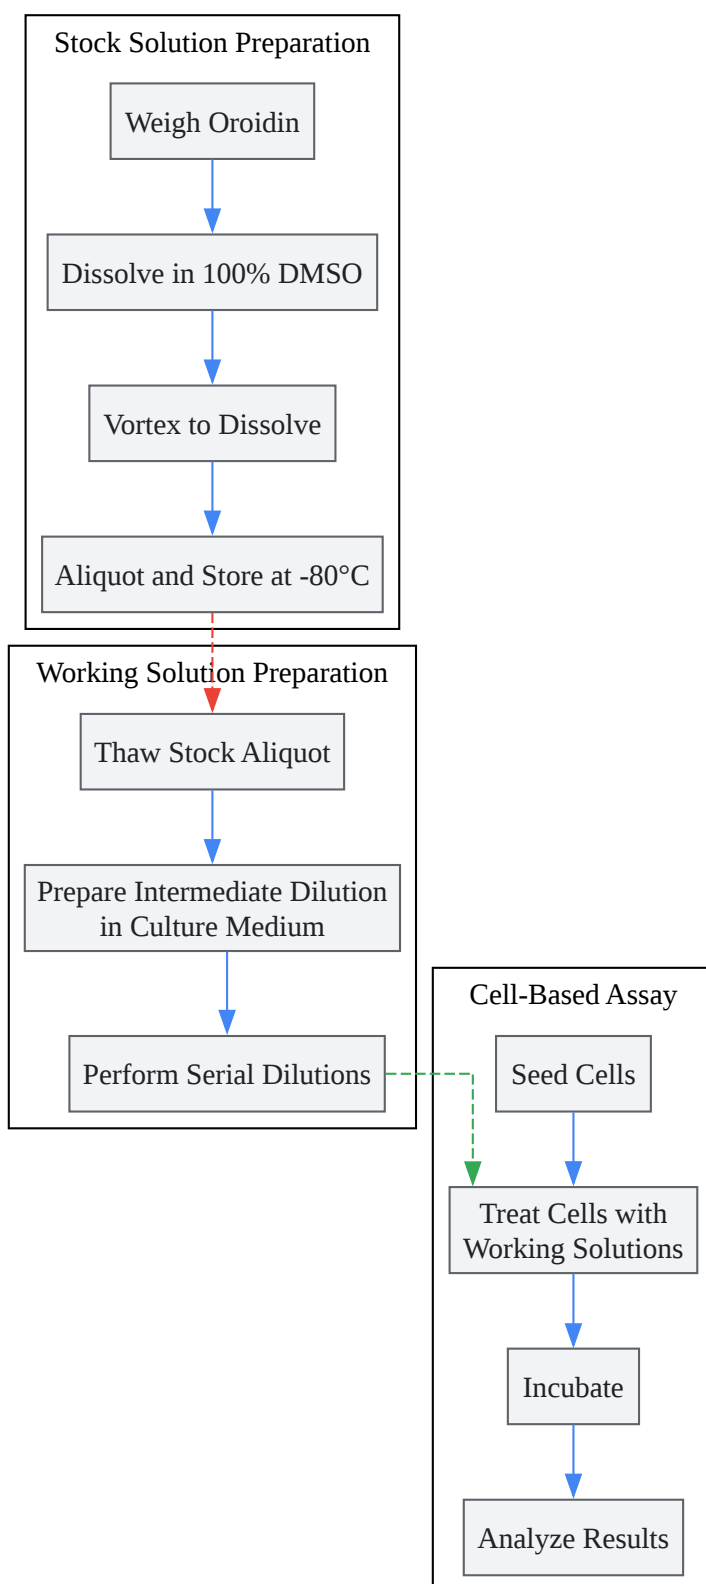 Stock Solution Preparation
Weigh Oroidin
Dissolve in 100% DMSO
Vortex to Dissolve
Aliquot and Store at -80°C
Working Solution Preparation
Thaw Stock Aliquot
Prepare Intermediate Dilution
in Culture Medium
Perform Serial Dilutions
Cell-Based Assay
Seed Cells
Treat Cells with
Working Solutions
Incubate
Analyze Results